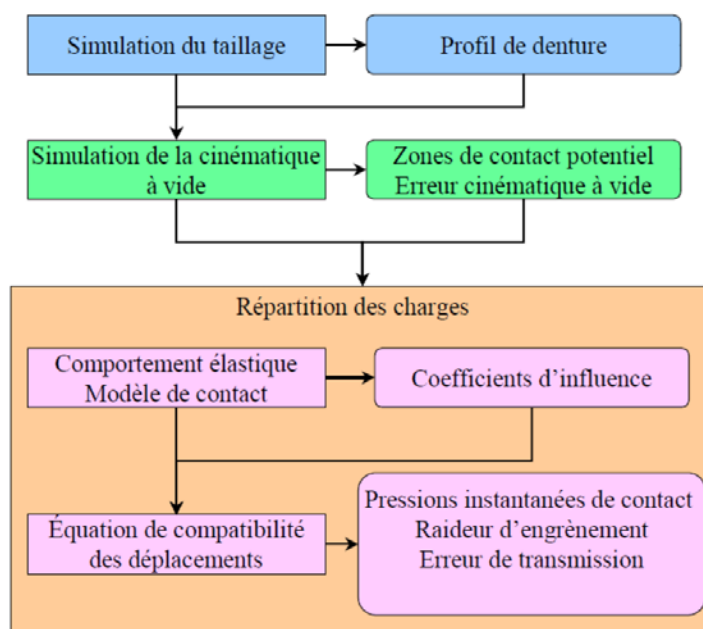 Simulation du taillage
Profil de denture
Simulation de la cinématique
à vide
Zones de contact potentiel
Erreur cinématique à vide
Répartition des charges
Comportement élastique
Modèle de contact
Coefficients d'influence
Équation de compatibilité
des déplacements
Pressions instantanées de contact
Raideur d'engrènement
Erreur de transmission